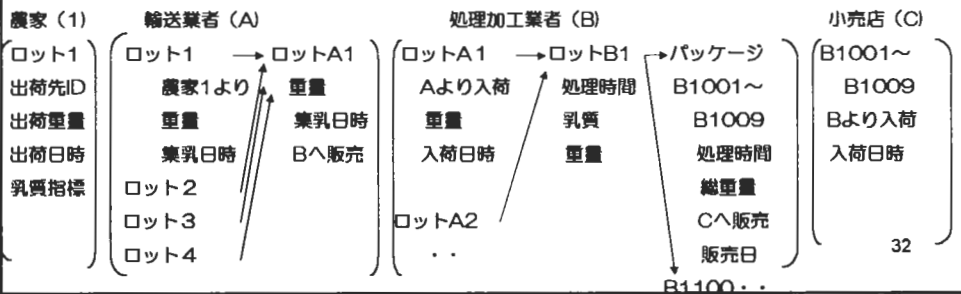 農家（1）
ロット1
出荷先ID
出荷重量
出荷日時
乳質指標
輸送業者（A）
ロット1
農家1より
重量
集乳日時
ロット2
ロット3
ロット4
ロットA1
重量
集乳日時
Bへ販売
処理加工業者（B）
ロットA1
Aより入荷
重量
入荷日時
ロットA2
・・
ロットB1
処理時間
乳質
重量
パッケージ
B1001～
B1009
処理時間
総重量
Cへ販売
販売日
B1100・・
小売店（C）
B1001～
B1009
Bより入荷
入荷日時
32